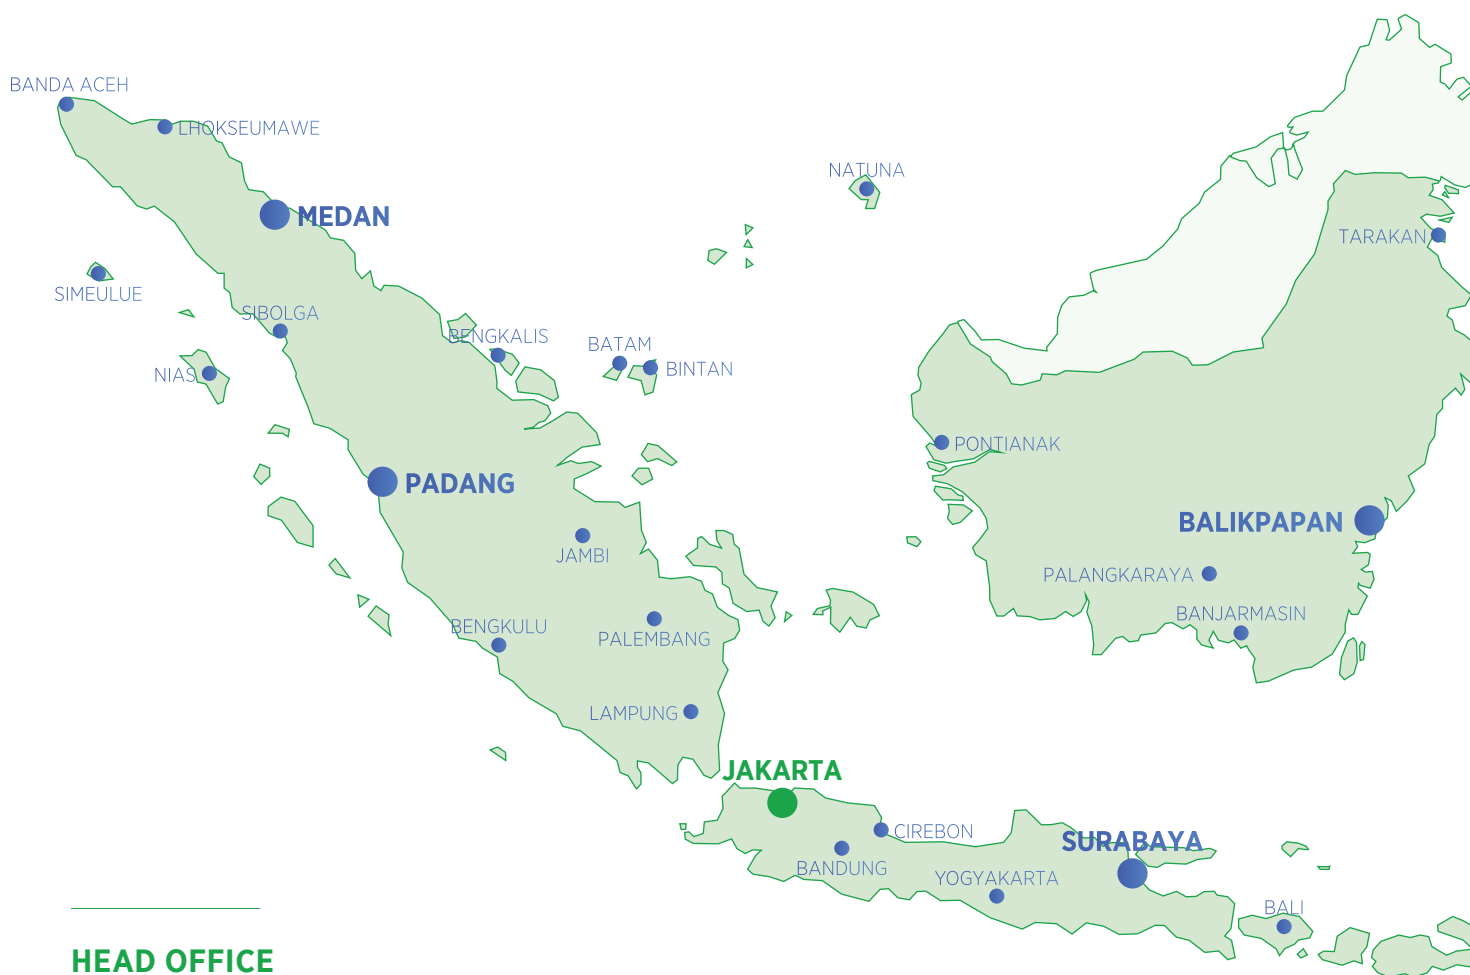 BANDA ACEH
LHOKSEUMAWE
NATUNA
MEDAN
TARAKAN
SIMEULUE
SIBOLGA
BENGKALIS
BATAM
BINTAN
NIAS
PONTIANAK
PADANG
BALIKPAPAN
JAMBI
PALANGKARAYA
BANJARMASIN
BENGKULU
PALEMBANG
LAMPUNG
JAKARTA
CIREBON
SURABAYA
BANDUNG
YOGYAKARTA
BALI
HEAD OFFICE